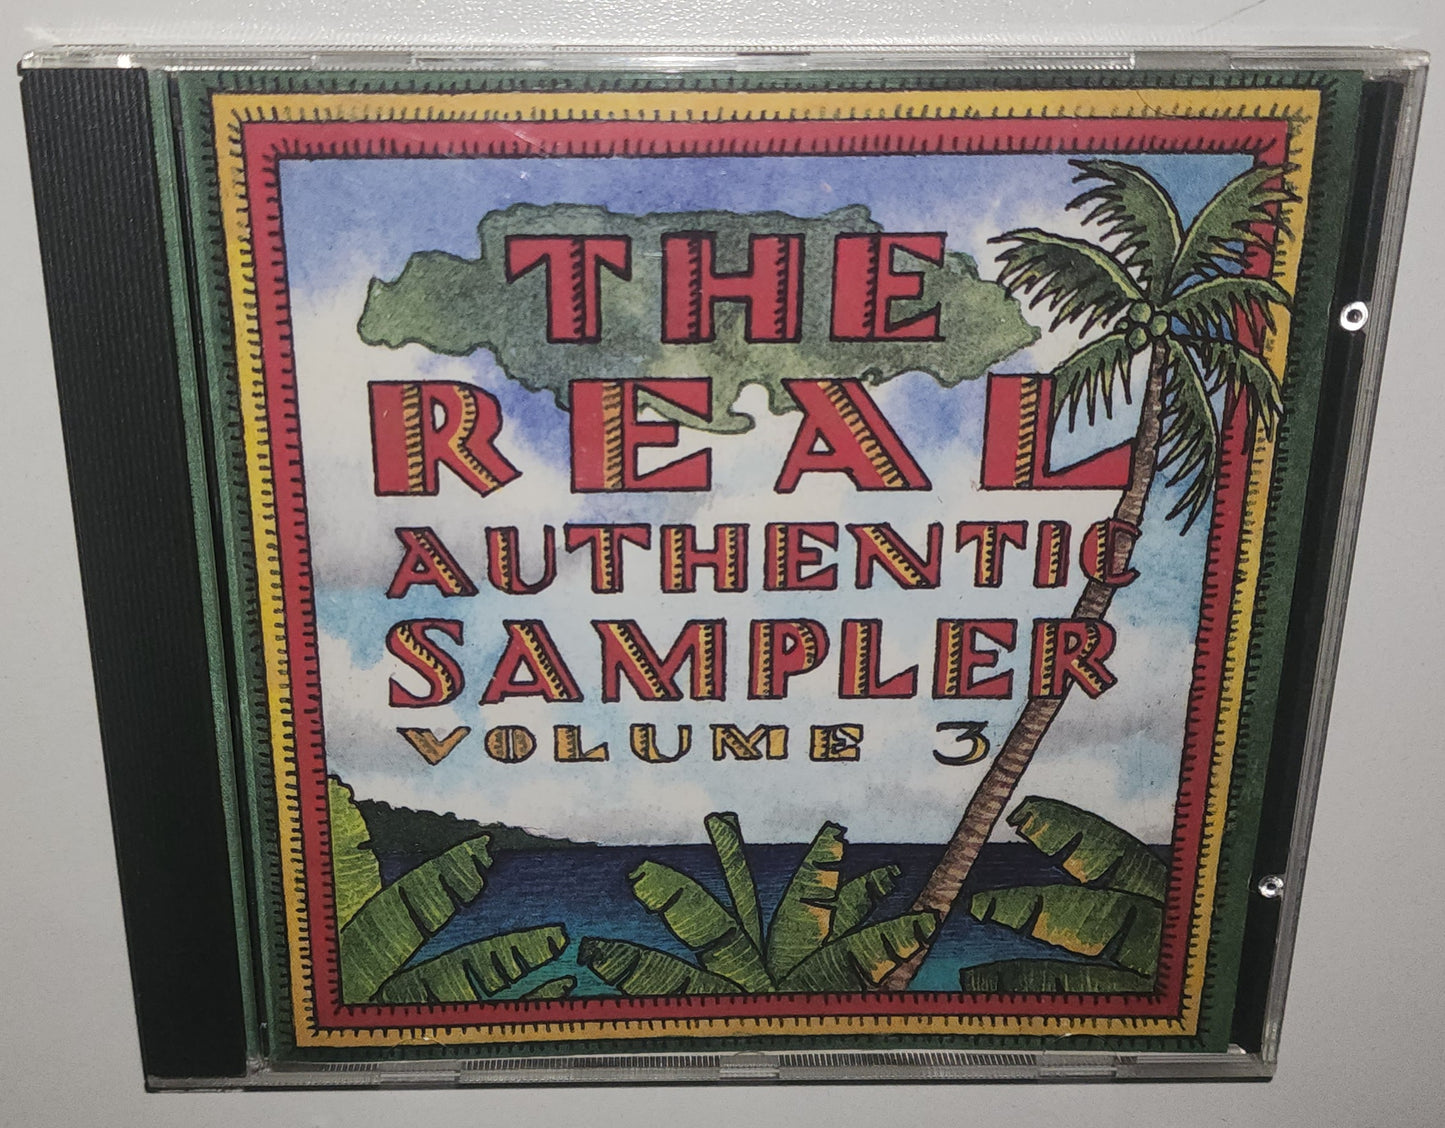 THE
REAL
AUTHENTIC
SAMPLER
VOLUME 3